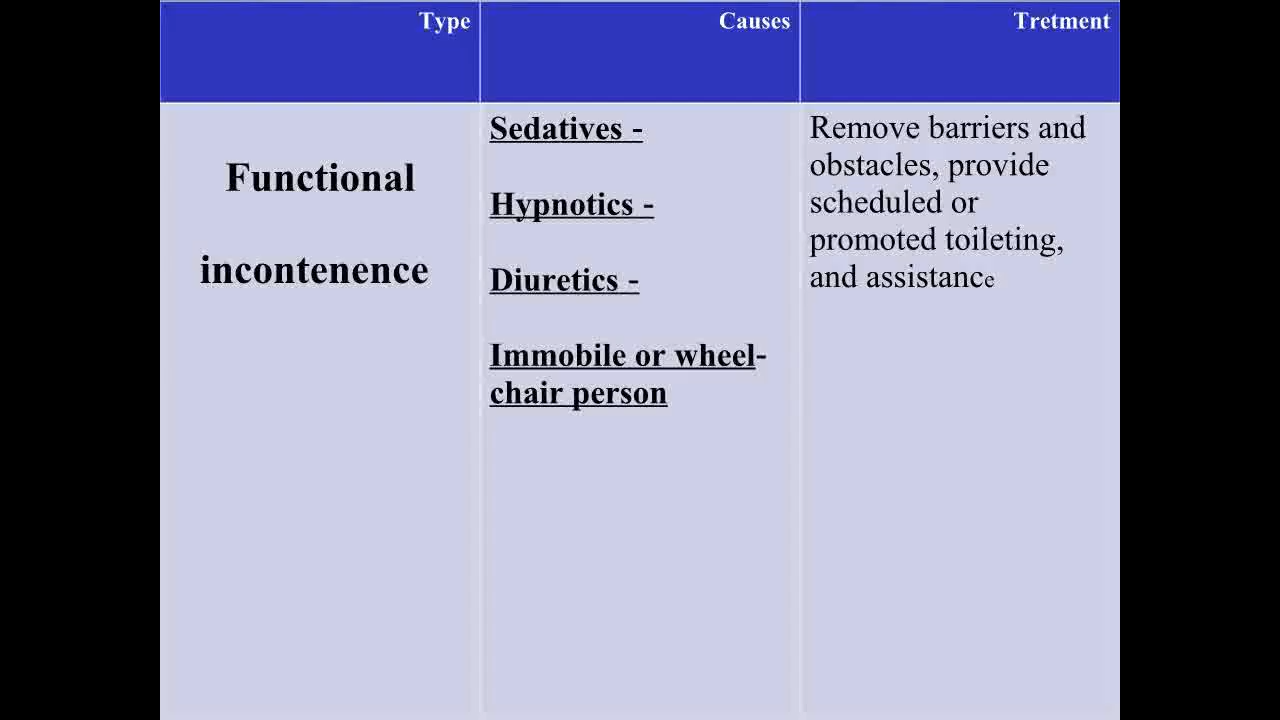 Type
Causes
Tretment
Functional
incontenence
Sedatives -
Hypnotics -
Diuretics -
Immobile or wheel-
chair person
Remove barriers and
obstacles, provide
scheduled or
promoted toileting,
and assistance